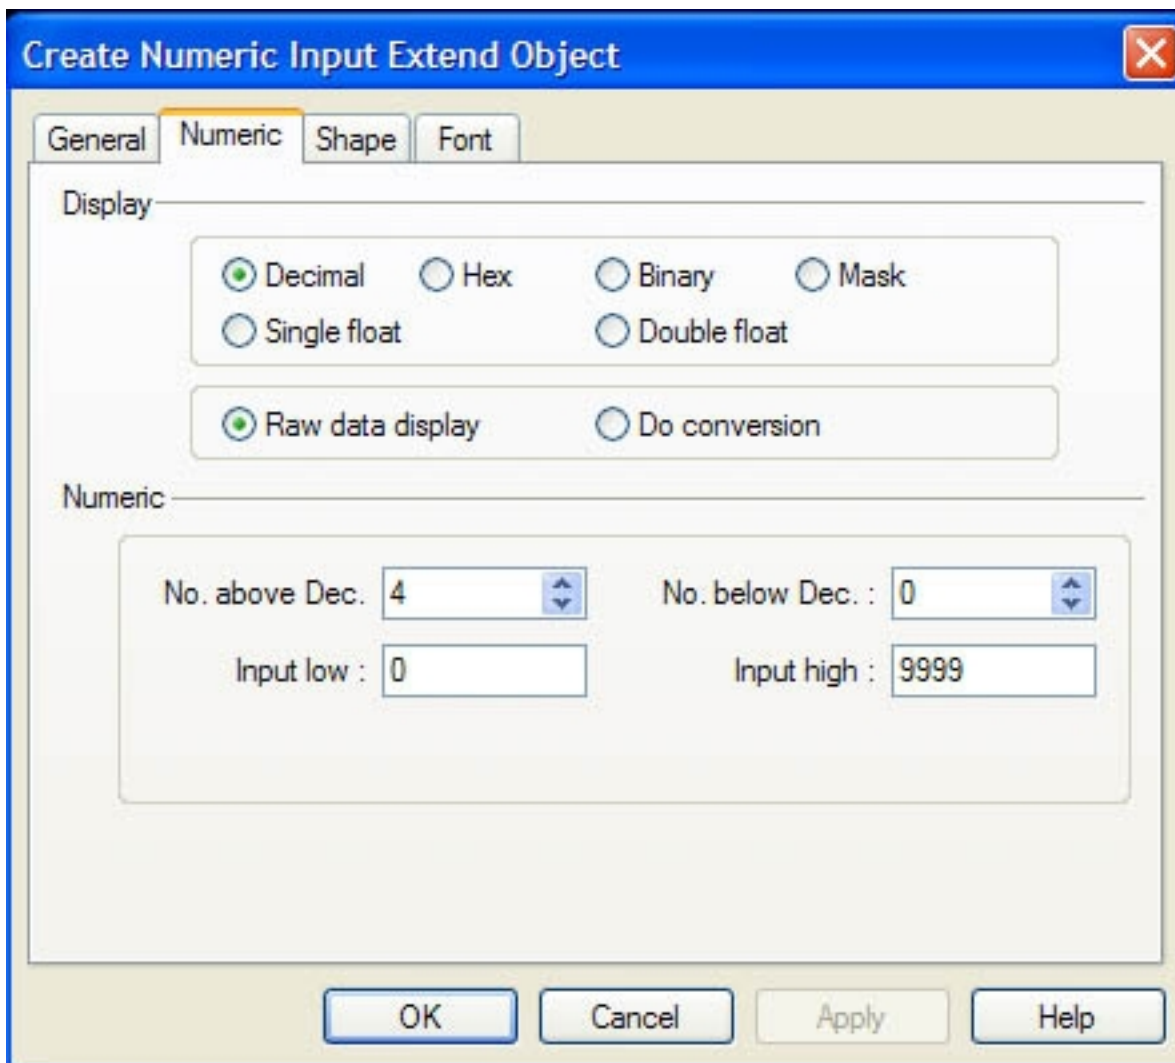 Create Numeric Input Extend Object
General Numeric Shape Font
Display
Decimal Hex Binary Mask
Single float Double float
Raw data display Do conversion
Numeric
No. above Dec. 4 No. below Dec. : 0
Input low : 0 Input high : 9999
OK Cancel Apply Help